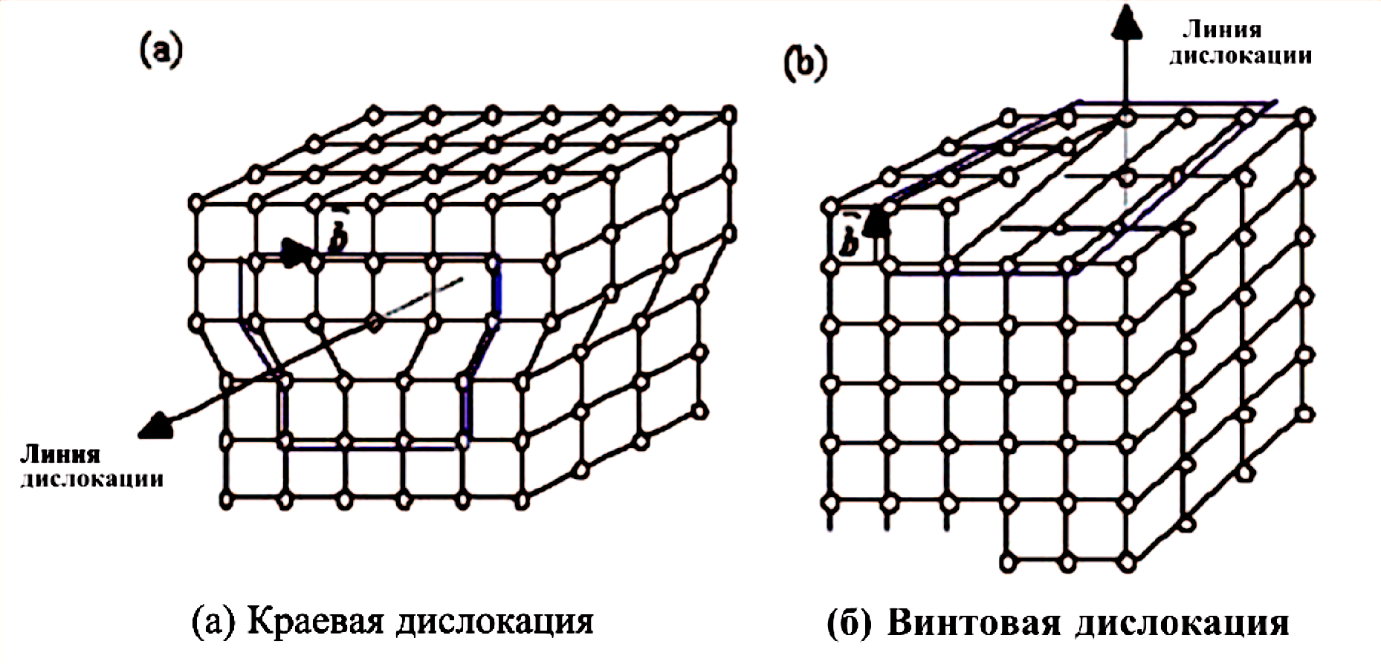 (a)
b
Линия
дислокации
(a) Краевая дислокация
(b)
Линия
дислокации
b
(б) Винтовая дислокация